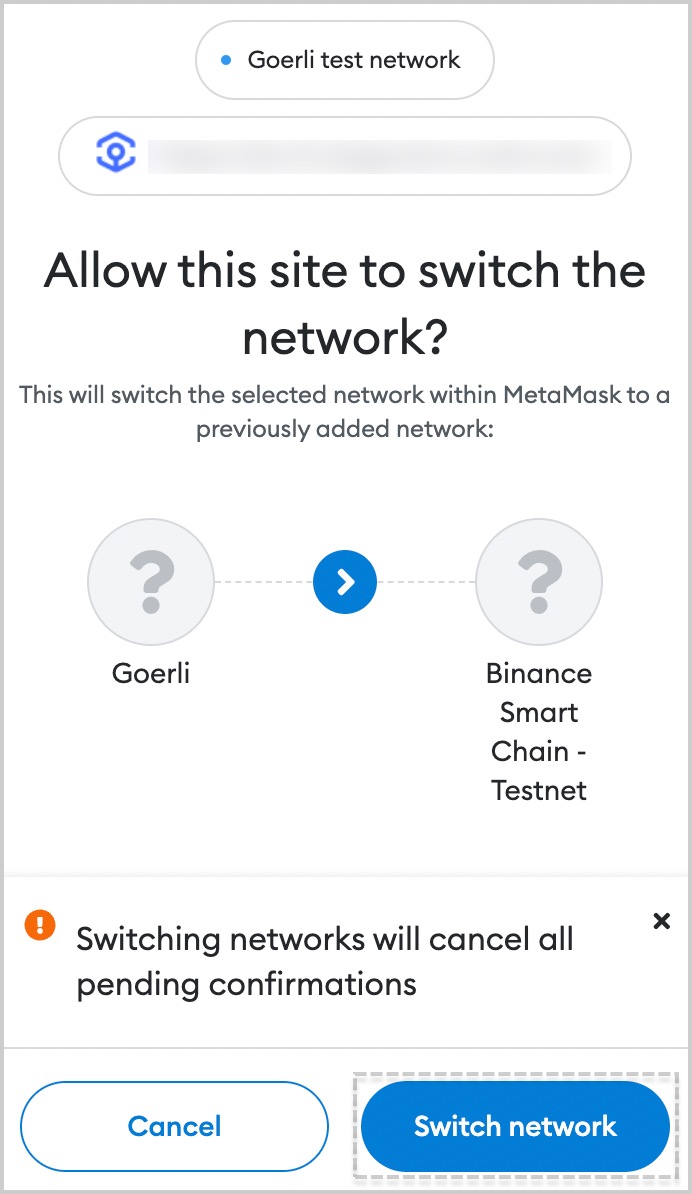 Goerli test network
Allow this site to switch the
network?
This will switch the selected network within MetaMask to a
previously added network:
?
?
Goerli
Binance
Smart
Chain -
Testnet
!
Switching networks will cancel all
pending confirmations
Cancel
Switch network